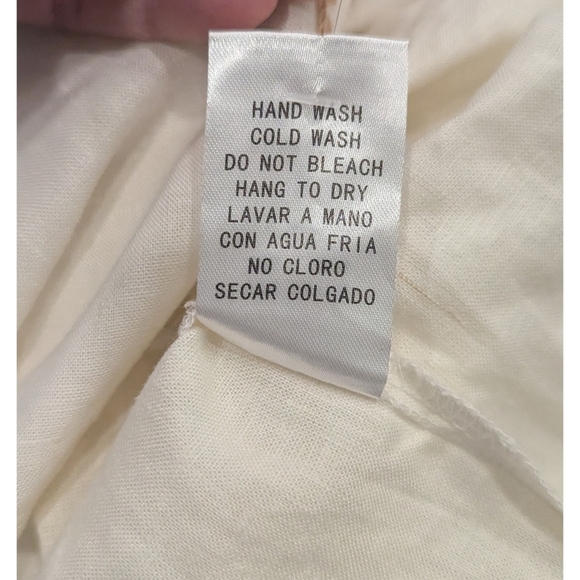 HAND WASH
COLD WASH
DO NOT BLEACH
HANG TO DRY
LAVAR A MANO
CON AGUA FRIA
NO CLORO
SECAR COLGADO